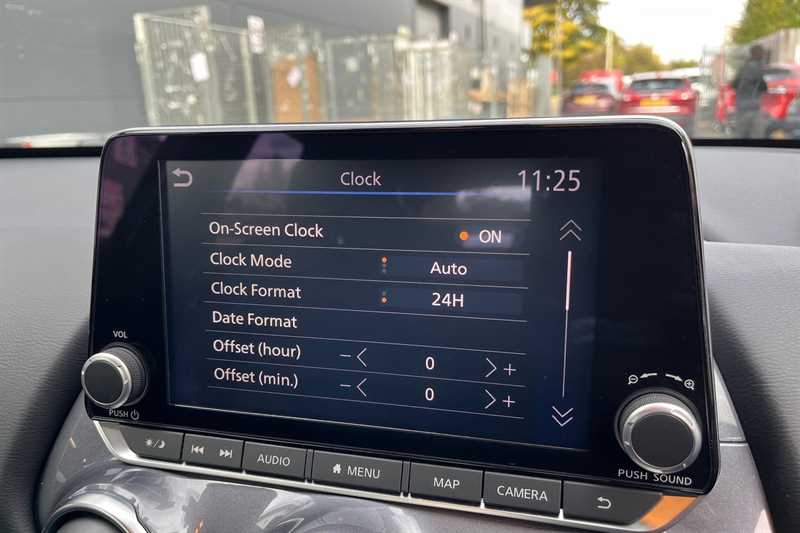 Clock 11:25
On-Screen Clock ON
Clock Mode Auto
Clock Format 24H
Date Format
Offset (hour) − 0 +
Offset (min.) − 0 +
VOL
PUSH
PUSH SOUND
AUDIO MENU MAP CAMERA